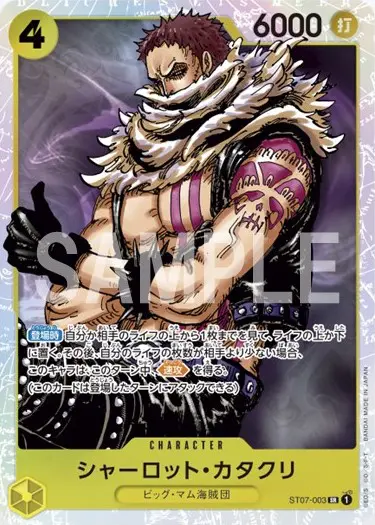 4
6000
打
SAMPLE
登場時 自分か相手のライフの上から1枚までを見て、ライフの上か下
に置く。その後、自分のライフの枚数が相手より少ない場合、
このキャラは、このターン中、速攻 を得る。
(このカードは登場したターンにアタックできる)
CHARACTER
シャーロット・カタクリ
ビッグ・マム海賊団
ST07-003 SR 1
BANDAI MADE IN JAPAN